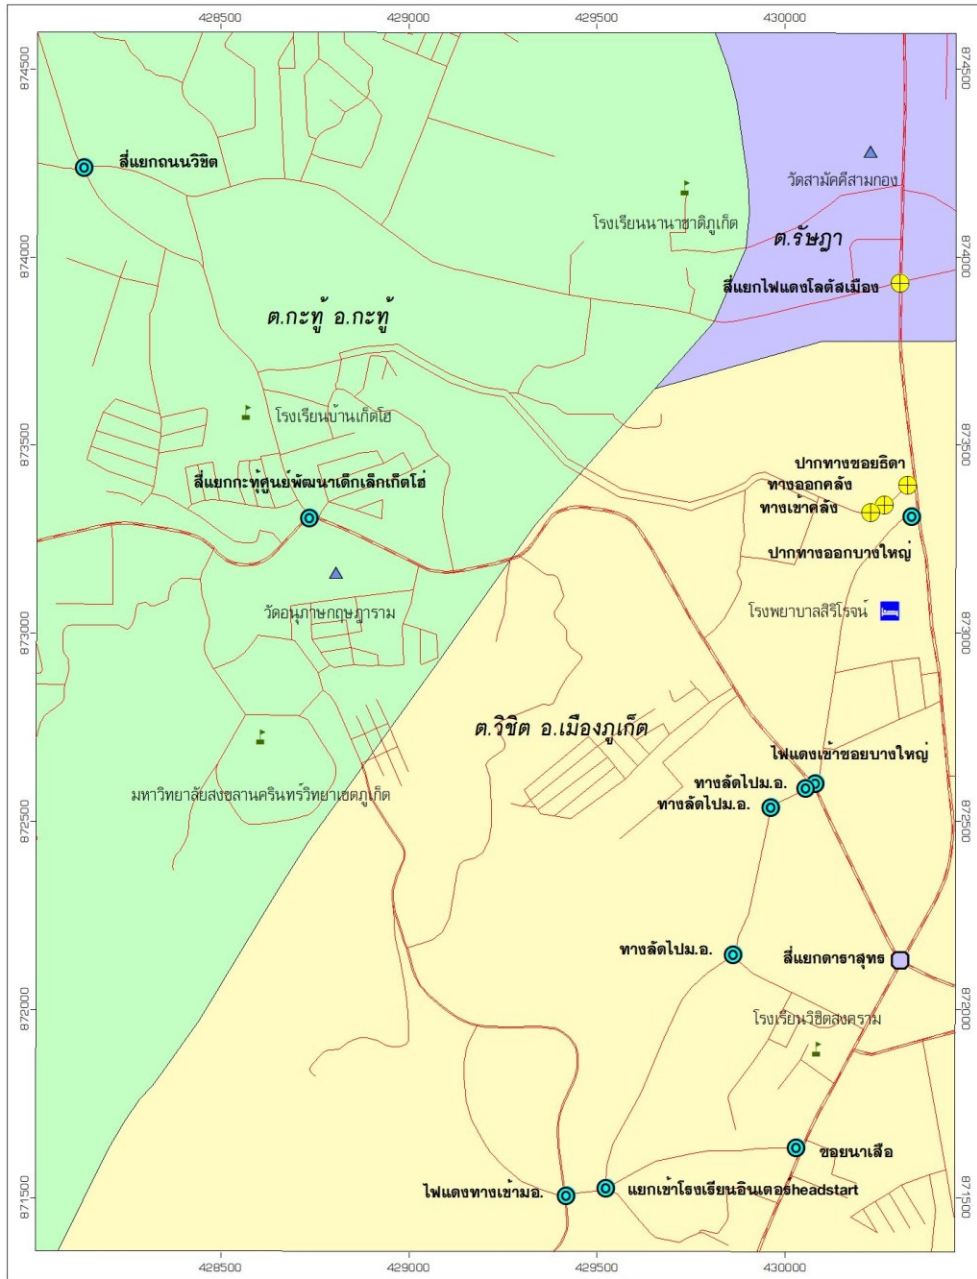 428500 429000 429500 430000
874500 874500
สี่แยกถนนวิขิต
วัดสามัคคีสามกอง
โรงเรียนนานาชาติภูเก็ต
ต.รัษฎา
874000 874000
สี่แยกไฟแดงโลตัสเมือง
ต.กะทู้ อ.กะทู้
โรงเรียนบ้านเก็ตโฮ่
873500 873500
ปากทางซอยธิดา
ทางออกคลัง
สี่แยกกะทู้ศูนย์พัฒนาเด็กเล็กเก็ตโฮ่
ทางเข้าคลัง
ปากทางออกบางใหญ่
วัดอนุภาษกฤษฎาราม
โรงพยาบาลสิริโรจน์
873000 873000
ต.วิชิต อ.เมืองภูเก็ต
ไฟแดงเข้าซอยบางใหญ่
ทางลัดไปม.อ.
มหาวิทยาลัยสงขลานครินทร์วิทยาเขตภูเก็ต
ทางลัดไปม.อ.
872500 872500
ทางลัดไปม.อ.
สี่แยกดาราสุทร
872000 872000
โรงเรียนวิชิตสงคราม
ซอยนาเสือ
ไฟแดงทางเข้ามอ.
แยกเข้าโรงเรียนอินเตอร์headstart
871500 871500
428500 429000 429500 430000